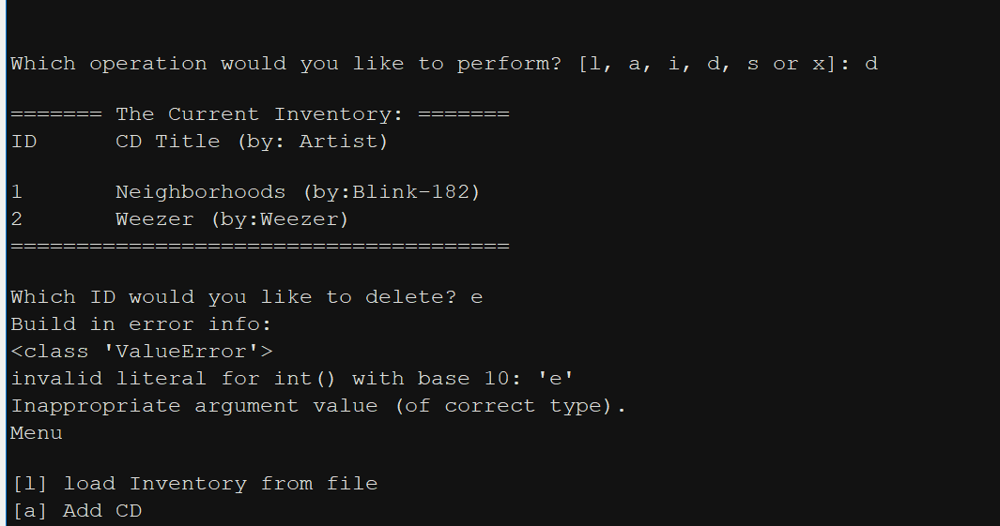 Which operation would you like to perform? [l, a, i, d, s or x]: d
======= The Current Inventory: =======
ID      CD Title (by: Artist)
1       Neighborhoods (by:Blink-182)
2       Weezer (by:Weezer)
======================================
Which ID would you like to delete? e
Build in error info:
<class 'ValueError'>
invalid literal for int() with base 10: 'e'
Inappropriate argument value (of correct type).
Menu
[l] load Inventory from file
[a] Add CD